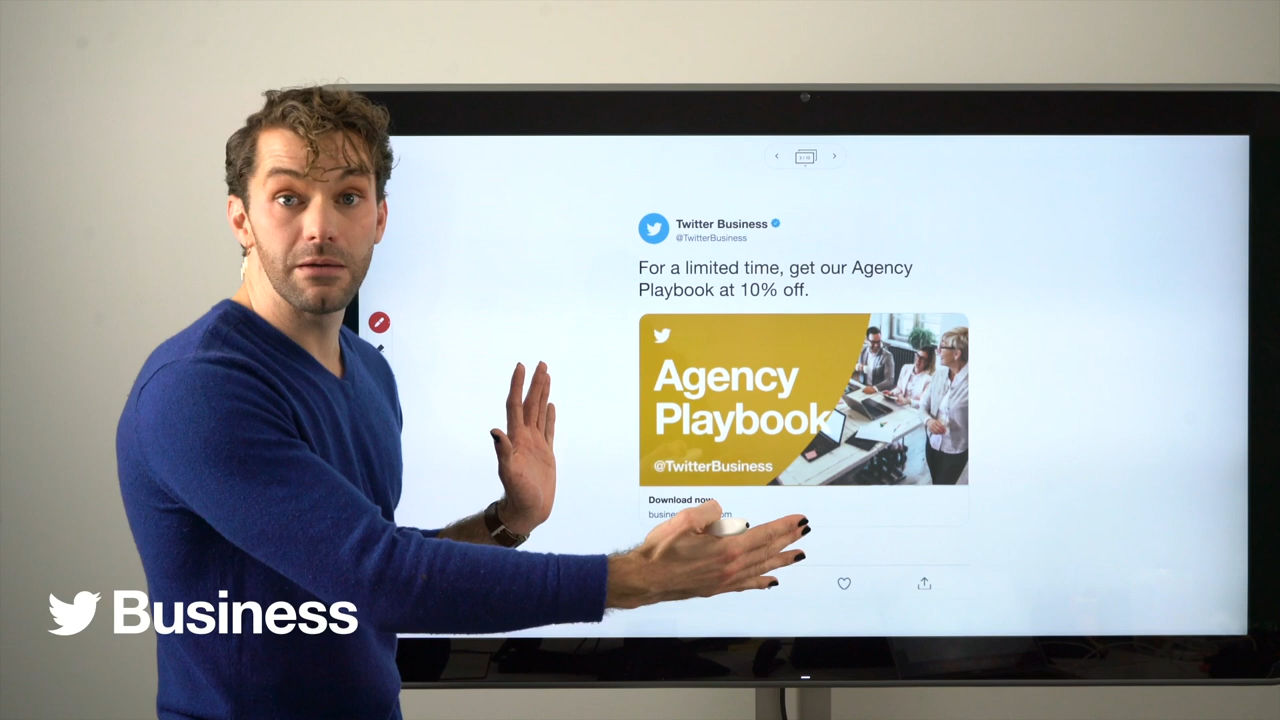 Twitter Business
@TwitterBusiness
For a limited time, get our Agency
Playbook at 10% off.
Agency
Playbook
@TwitterBusiness
Download now
Business